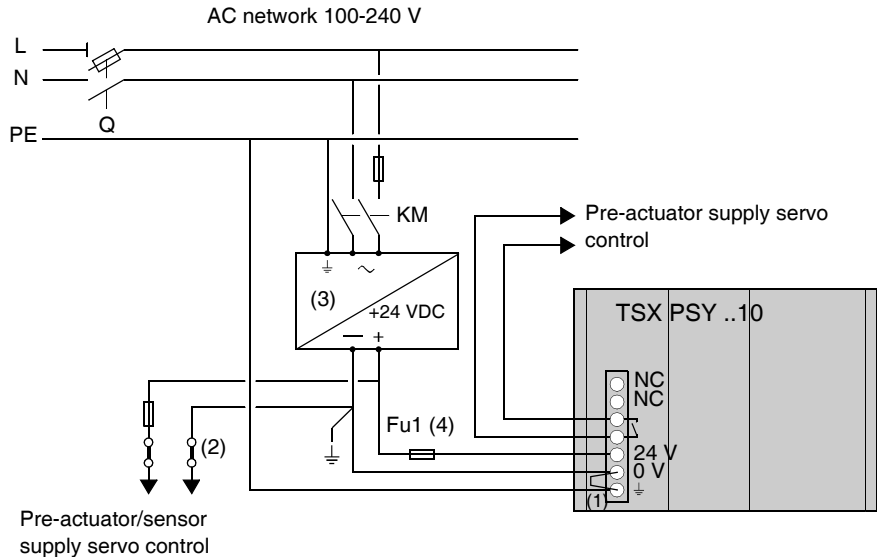 AC network 100-240 V
L
N
Q
PE
KM
Pre-actuator supply servo
control
(3)
+24 VDC
— +
TSX PSY ..10
NC
NC
Fu1 (4)
24 V
0 V
(2)
(1)
Pre-actuator/sensor
supply servo control